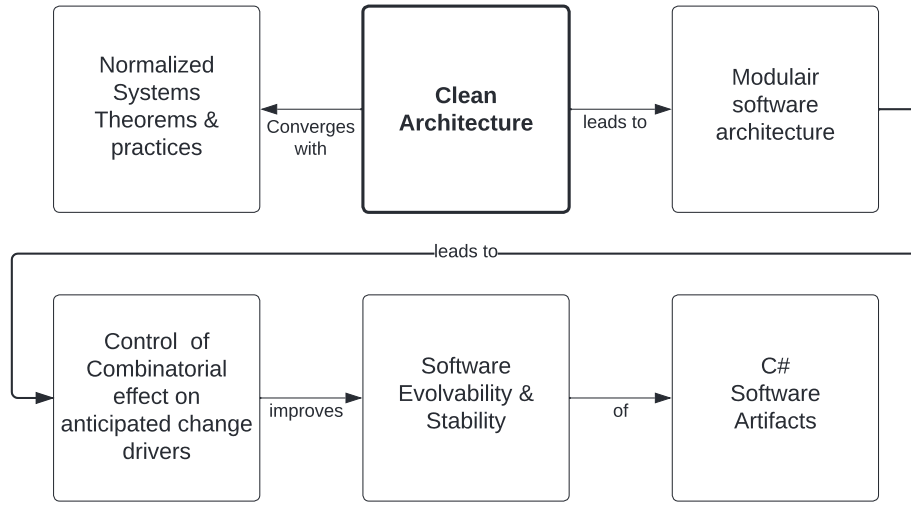 Normalized
Systems
Theorems &
practices
Converges
with
Clean
Architecture
leads to
Modulair
software
architecture
leads to
Control of
Combinatorial
effect on
anticipated change
drivers
improves
Software
Evolvability &
Stability
of
C#
Software
Artifacts